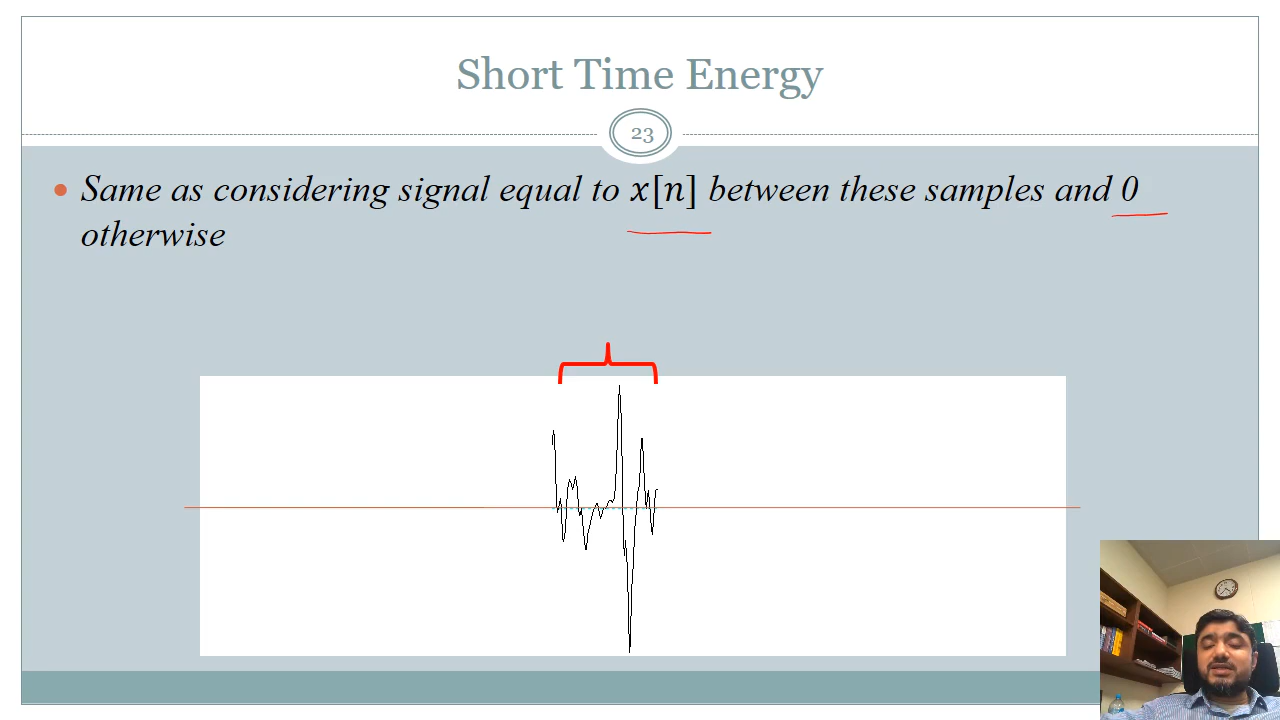 Short Time Energy
23
Same as considering signal equal to x[n] between these samples and 0
otherwise